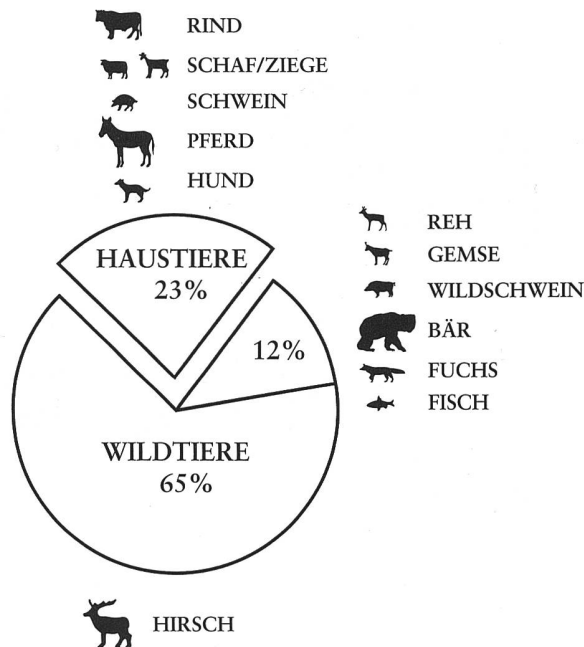 RIND
SCHAF/ZIEGE
SCHWEIN
PFERD
HUND
HAUSTIERE
23%
REH
GEMSE
WILDSCHWEIN
BÄR
FUCHS
FISCH
12%
WILDTIERE
65%
HIRSCH